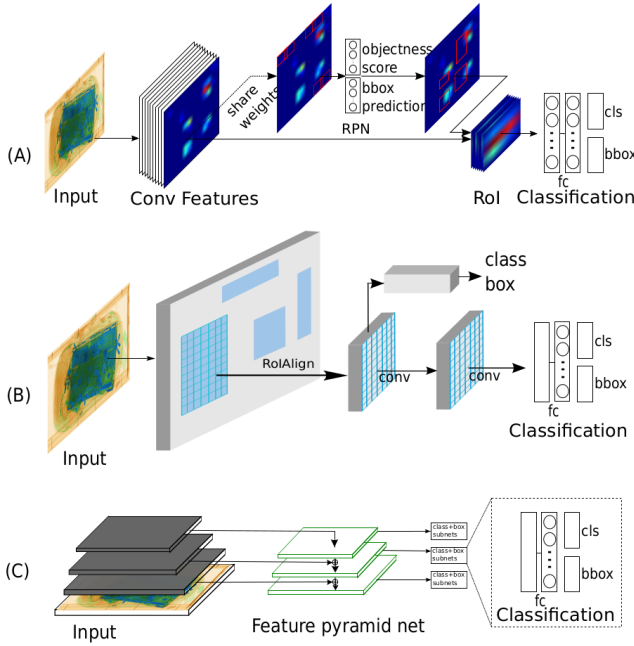 objectness
score
bbox
prediction
share
weights
RPN
cls
bbox
(A)
fc
Input
Conv Features
RoI
Classification
class
box
RoIAlign
conv
conv
cls
bbox
(B)
fc
Input
Classification
class+box
subnets
class+box
subnets
class+box
subnets
cls
bbox
(C)
fc
Classification
Input
Feature pyramid net